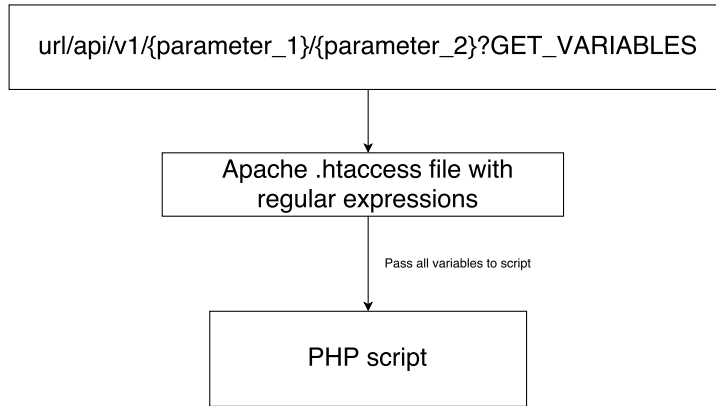 url/api/v1/{parameter_1}/{parameter_2}?GET_VARIABLES
Apache .htaccess file with
regular expressions
Pass all variables to script
PHP script